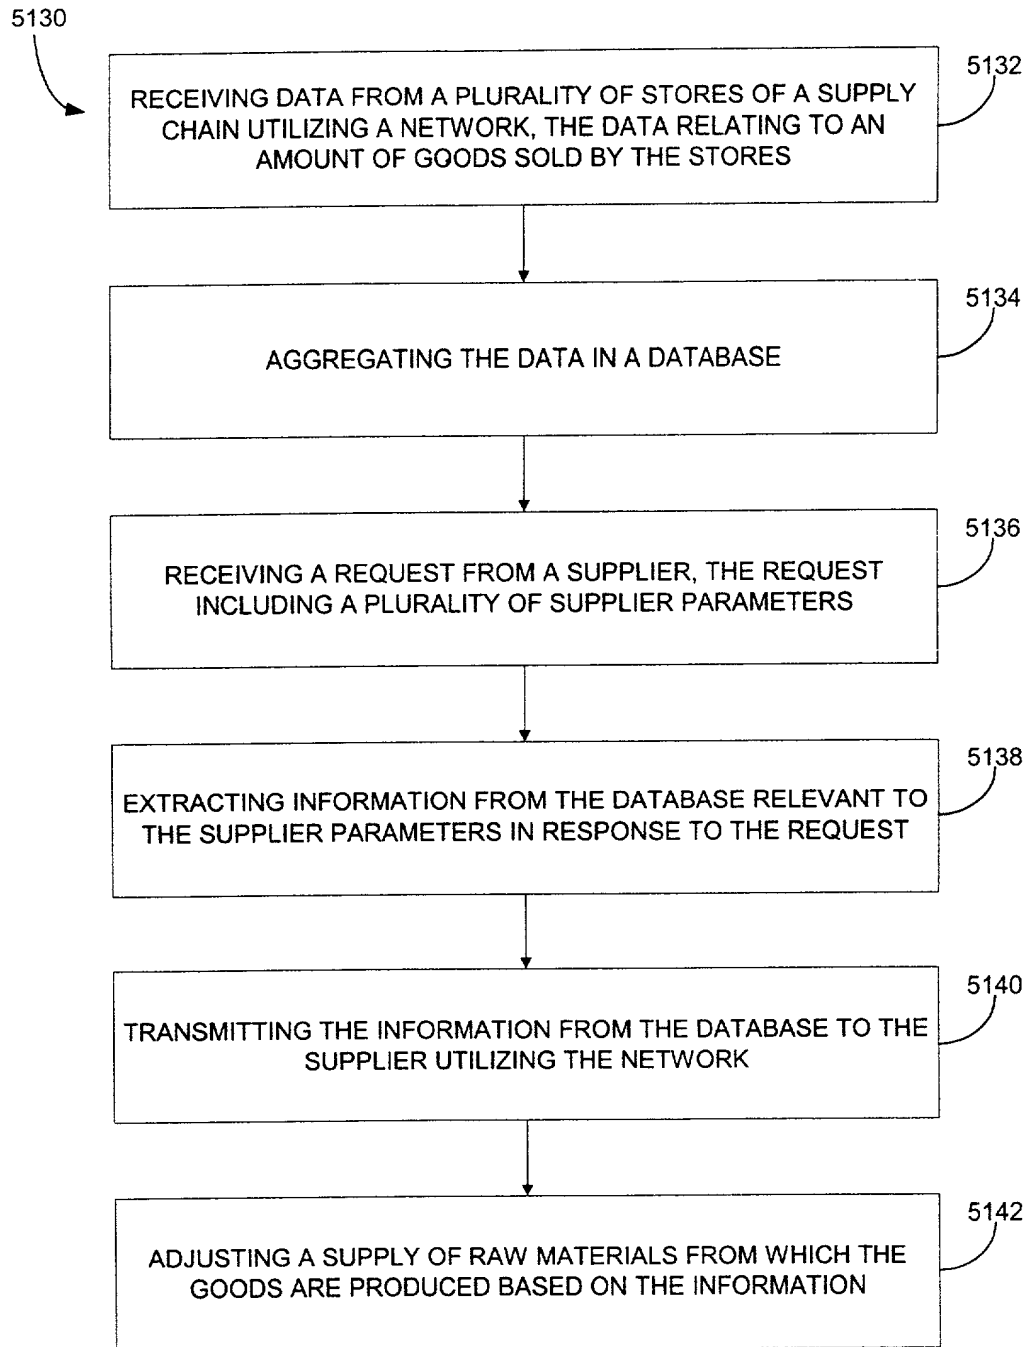 5130
5132
RECEIVING DATA FROM A PLURALITY OF STORES OF A SUPPLY
CHAIN UTILIZING A NETWORK, THE DATA RELATING TO AN
AMOUNT OF GOODS SOLD BY THE STORES
5134
AGGREGATING THE DATA IN A DATABASE
5136
RECEIVING A REQUEST FROM A SUPPLIER, THE REQUEST
INCLUDING A PLURALITY OF SUPPLIER PARAMETERS
5138
EXTRACTING INFORMATION FROM THE DATABASE RELEVANT TO
THE SUPPLIER PARAMETERS IN RESPONSE TO THE REQUEST
5140
TRANSMITTING THE INFORMATION FROM THE DATABASE TO THE
SUPPLIER UTILIZING THE NETWORK
5142
ADJUSTING A SUPPLY OF RAW MATERIALS FROM WHICH THE
GOODS ARE PRODUCED BASED ON THE INFORMATION